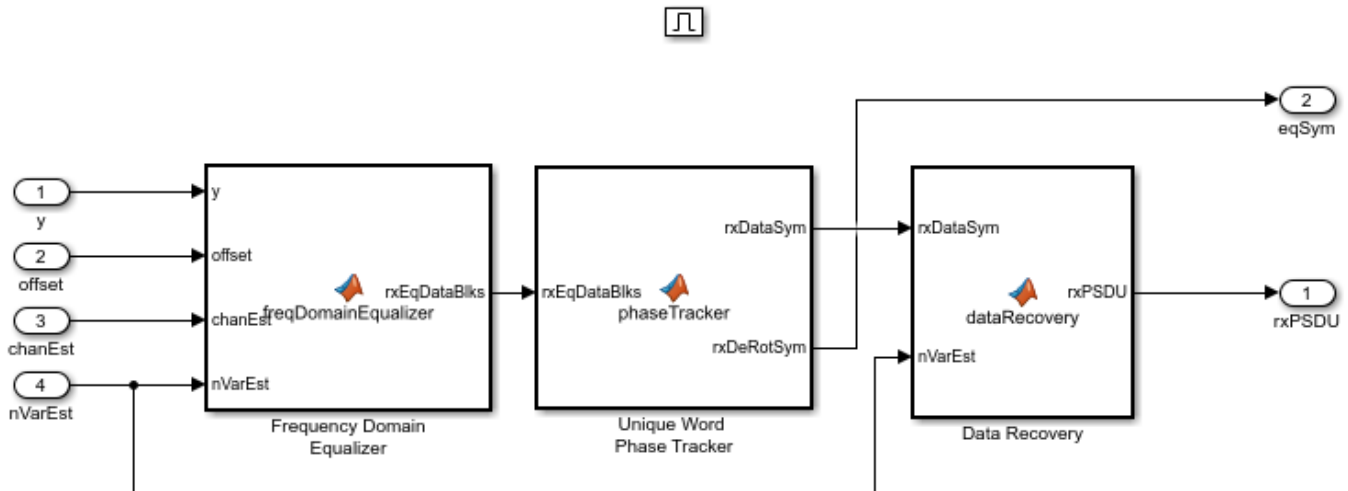 2
eqSym
1
y
2
offset
3
chanEst
4
nVarEst
y
offset
chanEst
nVarEst
freqDomainEqualizer
rxEqDataBlks
Frequency Domain
Equalizer
rxEqDataBlks
phaseTracker
rxDataSym
rxDeRotSym
Unique Word
Phase Tracker
rxDataSym
nVarEst
dataRecovery
rxPSDU
Data Recovery
1
rxPSDU